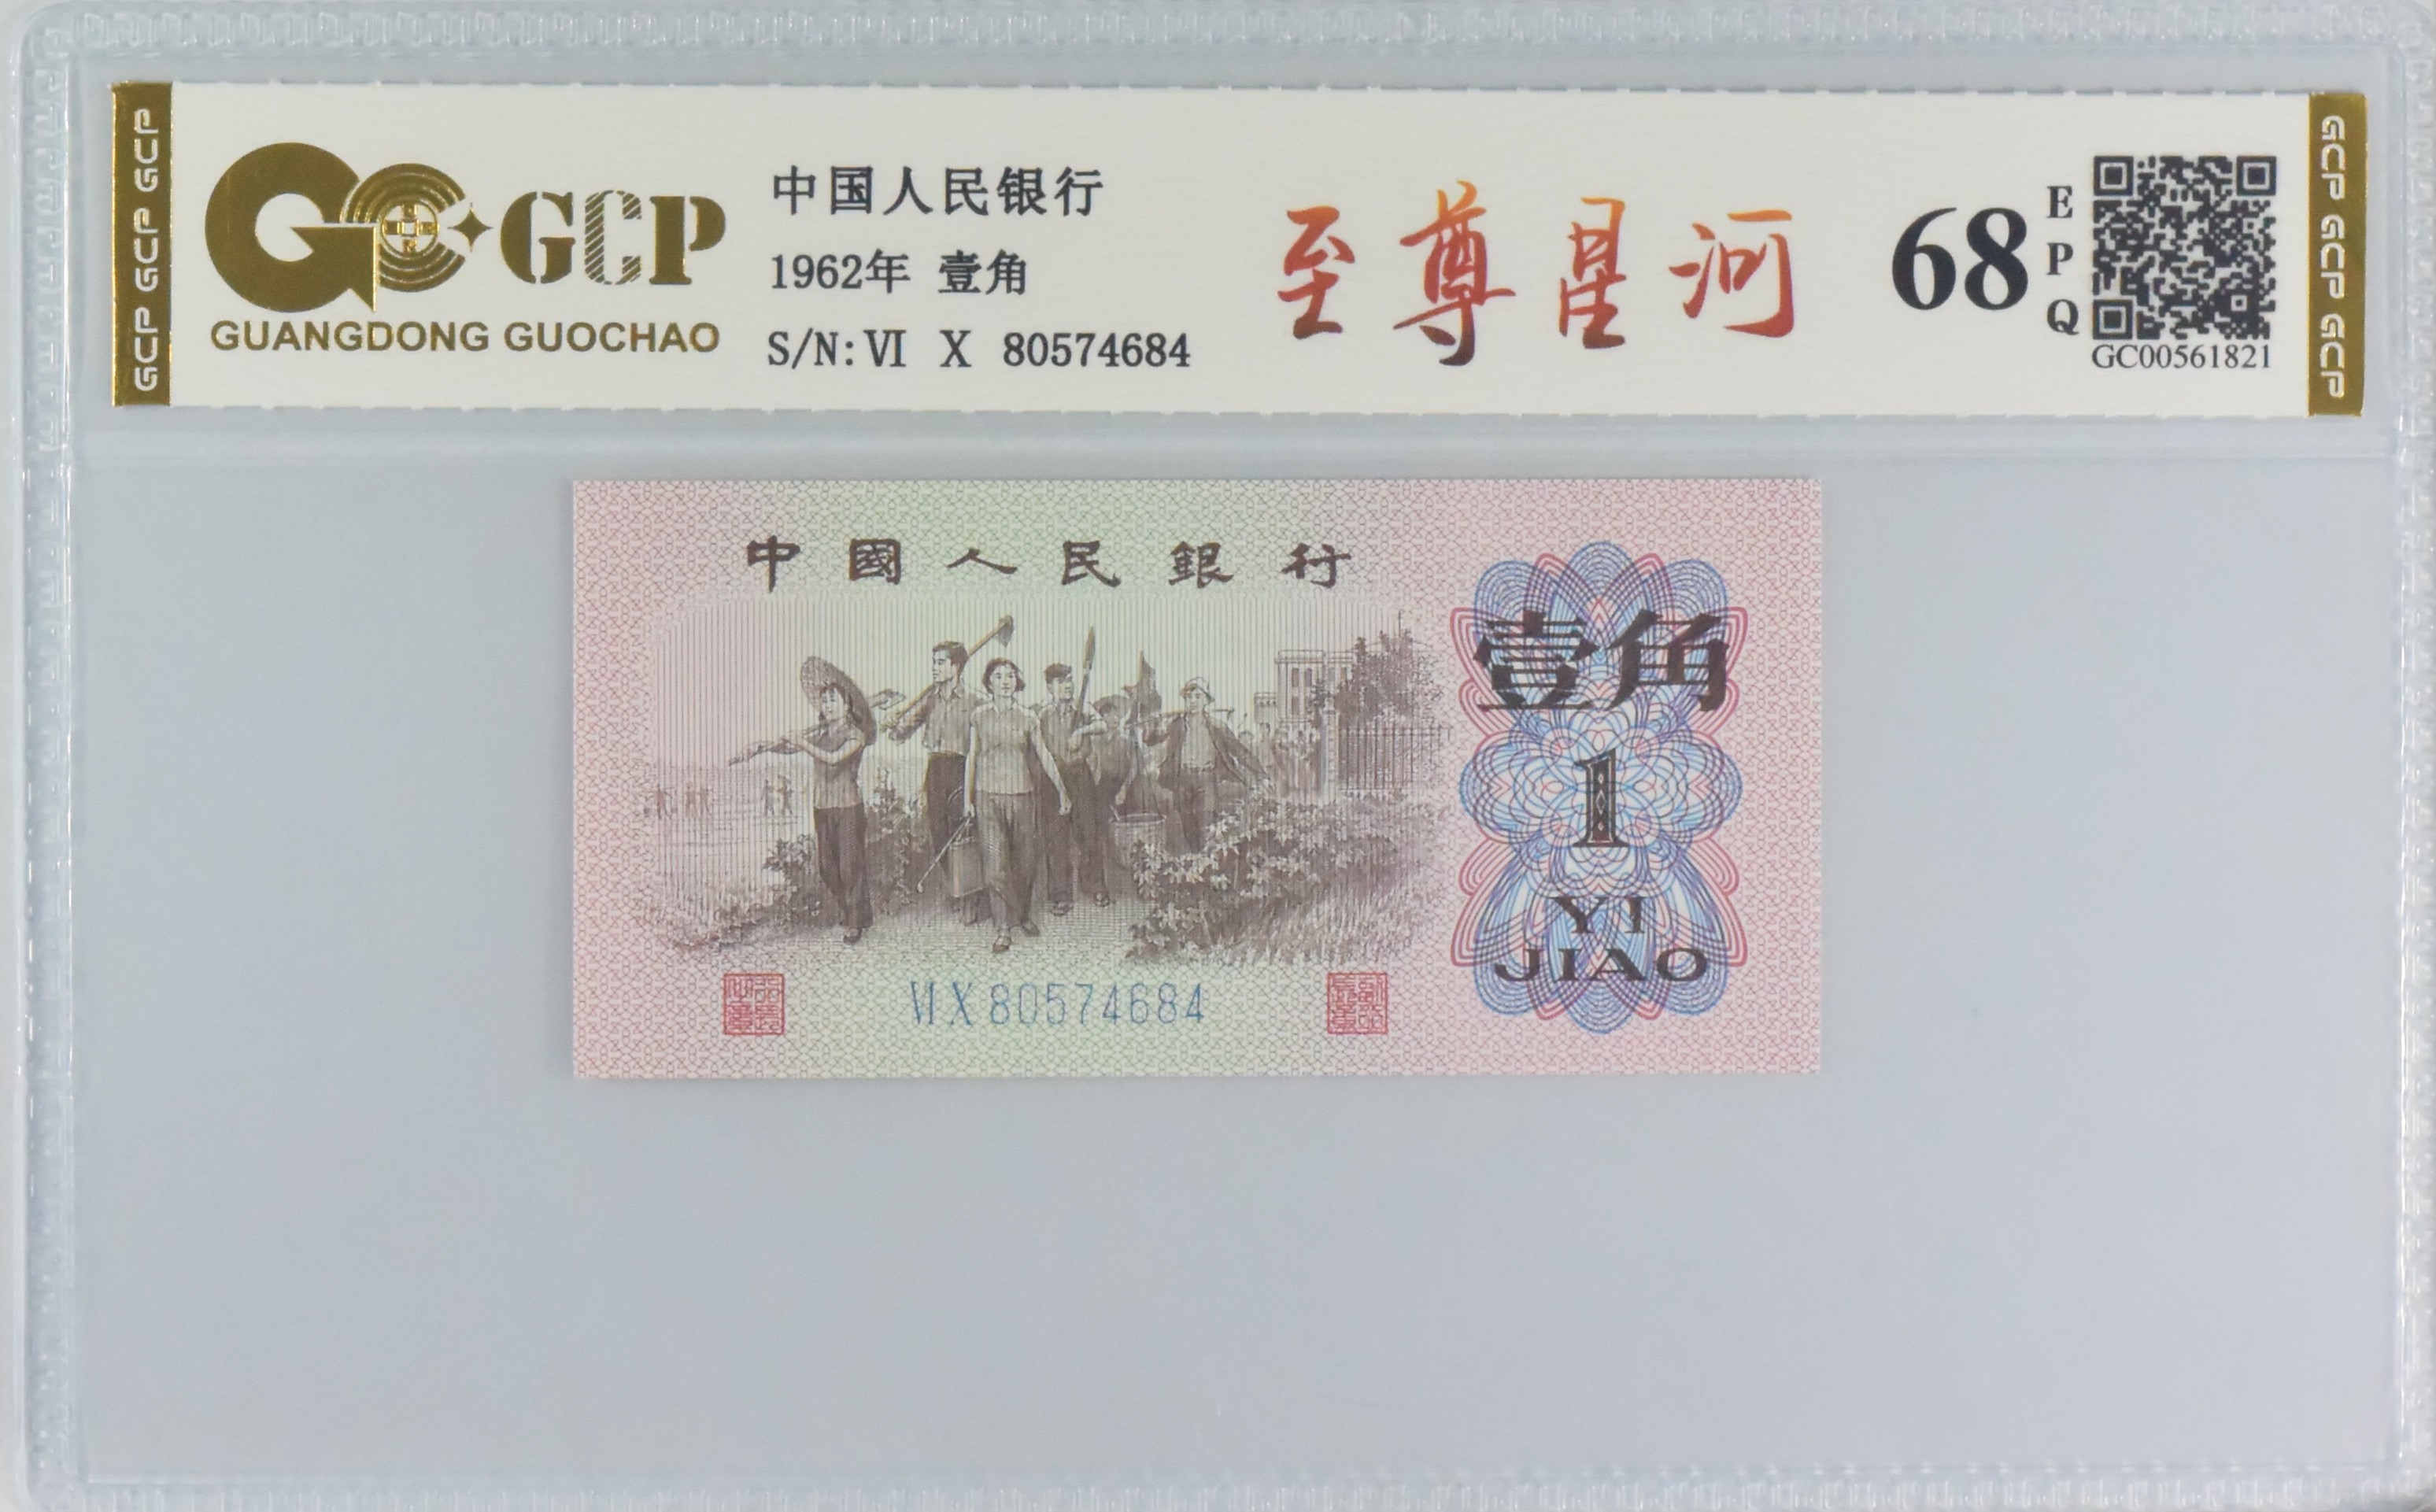 GCP GCP GCP
GCP
GUANGDONG GUOCHAO
中国人民银行
1962年 壹角
S/N: VI X 80574684
至尊星河
68
E
P
Q
GC00561821
GCP GCP GCP
中國人民銀行
壹角
1
YI
JIAO
VI X 80574684